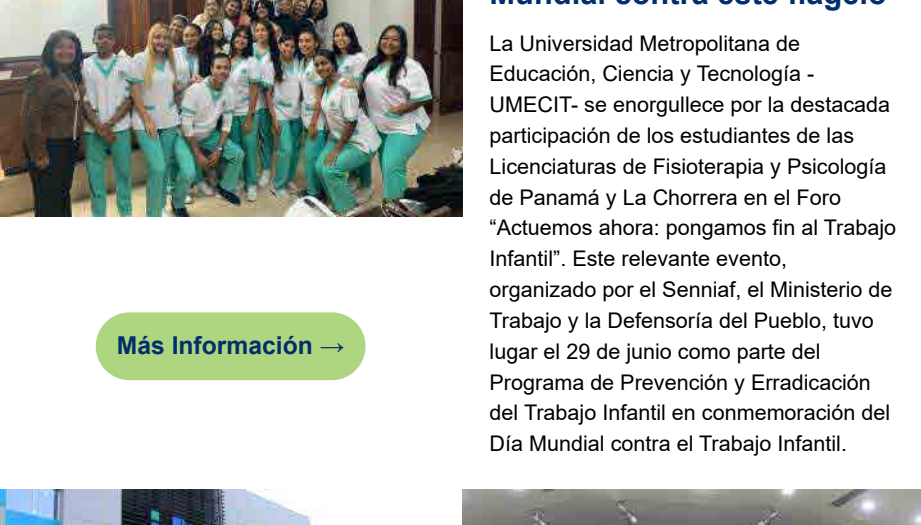 Mundial contra este flagelo
La Universidad Metropolitana de
Educación, Ciencia y Tecnología -
UMECIT- se enorgullece por la destacada
participación de los estudiantes de las
Licenciaturas de Fisioterapia y Psicología
de Panamá y La Chorrera en el Foro
“Actuemos ahora: pongamos fin al Trabajo
Infantil”. Este relevante evento,
organizado por el Senniaf, el Ministerio de
Trabajo y la Defensoría del Pueblo, tuvo
lugar el 29 de junio como parte del
Programa de Prevención y Erradicación
del Trabajo Infantil en conmemoración del
Día Mundial contra el Trabajo Infantil.
Más Información →